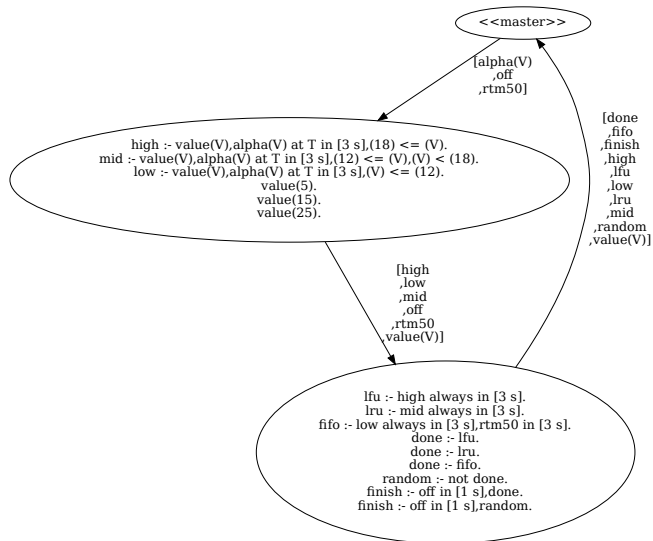 <<master>>
[alpha(V)
,off
,rtm50]
high :- value(V),alpha(V) at T in [3 s],(18) <= (V).
mid :- value(V),alpha(V) at T in [3 s],(12) <= (V),(V) < (18).
low :- value(V),alpha(V) at T in [3 s],(V) <= (12).
value(5).
value(15).
value(25).
[done
,fifo
,finish
,high
,lfu
,low
,lru
,mid
,random
,value(V)]
[high
,low
,mid
,off
,rtm50
,value(V)]
lfu :- high always in [3 s].
lru :- mid always in [3 s].
fifo :- low always in [3 s],rtm50 in [3 s].
done :- lfu.
done :- lru.
done :- fifo.
random :- not done.
finish :- off in [1 s],done.
finish :- off in [1 s],random.